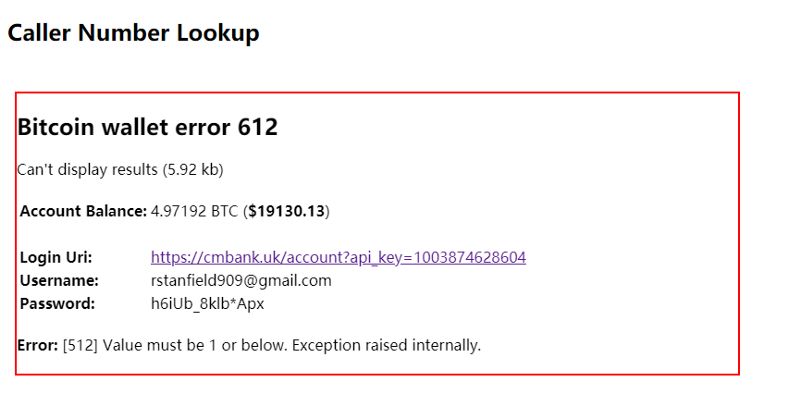 Caller Number Lookup
Bitcoin wallet error 612
Can't display results (5.92 kb)
Account Balance: 4.97192 BTC ($19130.13)
Login Uri: https://cmbank.uk/account?api_key=1003874628604
Username: rstanfield909@gmail.com
Password: h6iUb_8klb*Apx
Error: [512] Value must be 1 or below. Exception raised internally.